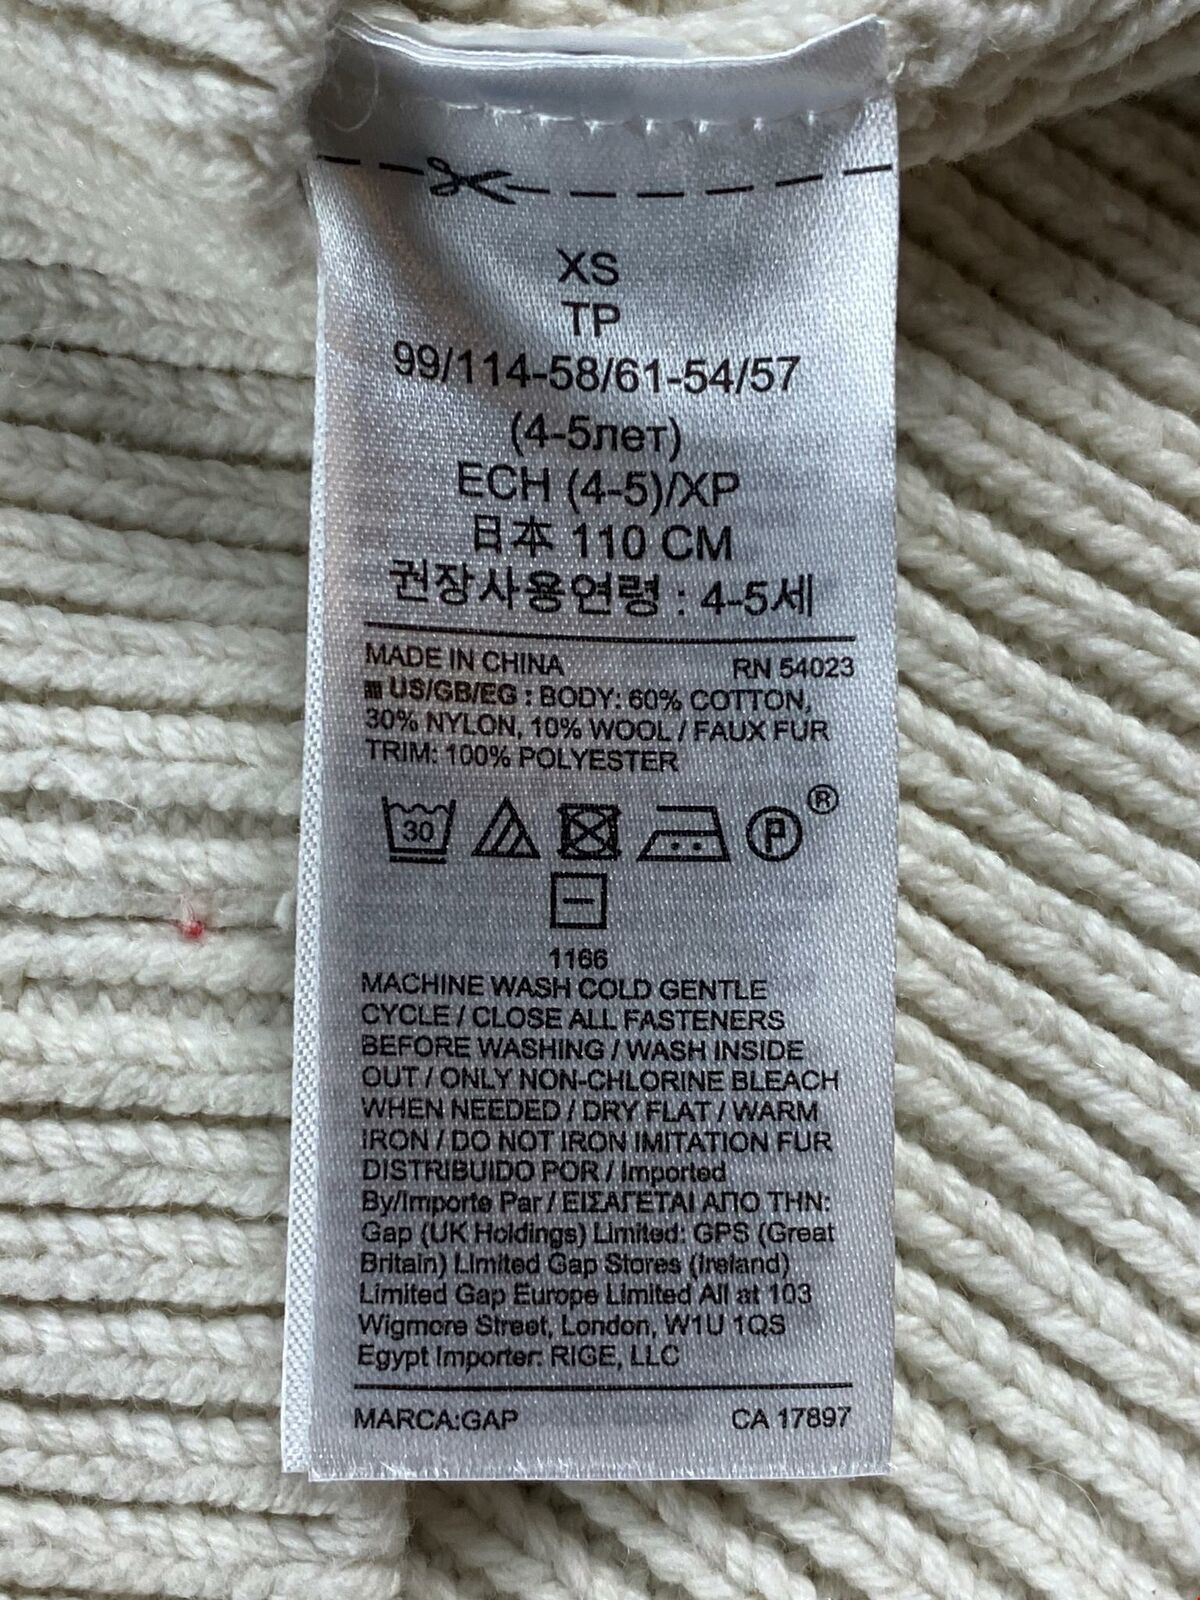 XS
TP
99/114-58/61-54/57
(4-5лет)
ECH (4-5)/XP
日本 110 CM
권장사용연령 : 4-5세
MADE IN CHINA RN 54023
US/GB/EG : BODY: 60% COTTON,
30% NYLON, 10% WOOL / FAUX FUR
TRIM: 100% POLYESTER
30 P ®
1166
MACHINE WASH COLD GENTLE
CYCLE / CLOSE ALL FASTENERS
BEFORE WASHING / WASH INSIDE
OUT / ONLY NON-CHLORINE BLEACH
WHEN NEEDED / DRY FLAT / WARM
IRON / DO NOT IRON IMITATION FUR
DISTRIBUIDO POR / Imported
By/Importe Par / ΕΙΣΑΓΕΤΑΙ ΑΠΟ ΤΗΝ:
Gap (UK Holdings) Limited: GPS (Great
Britain) Limited Gap Stores (Ireland)
Limited Gap Europe Limited All at 103
Wigmore Street, London, W1U 1QS
Egypt Importer: RIGE, LLC
MARCA:GAP CA 17897